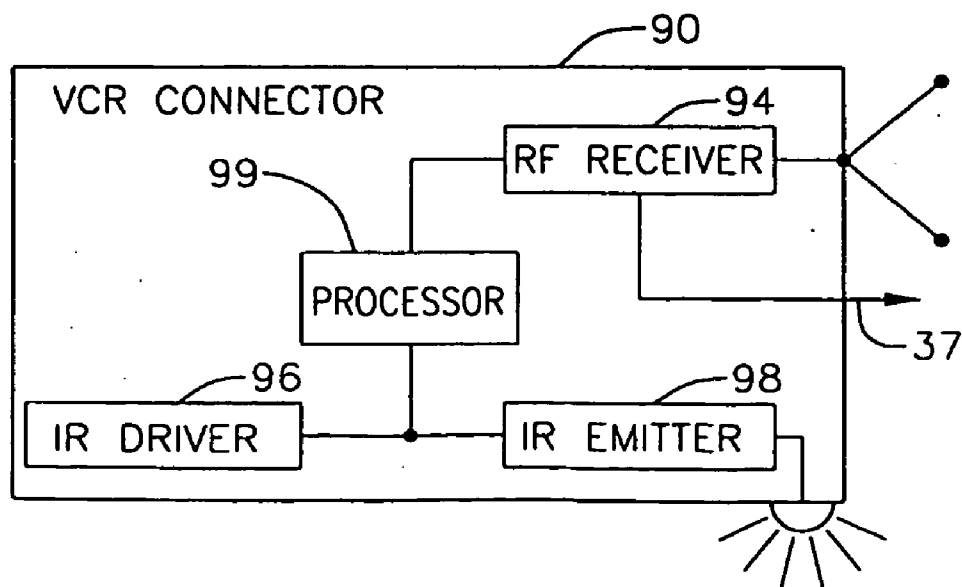 90
VCR CONNECTOR
94
RF RECEIVER
99
PROCESSOR
37
96
98
IR DRIVER
IR EMITTER